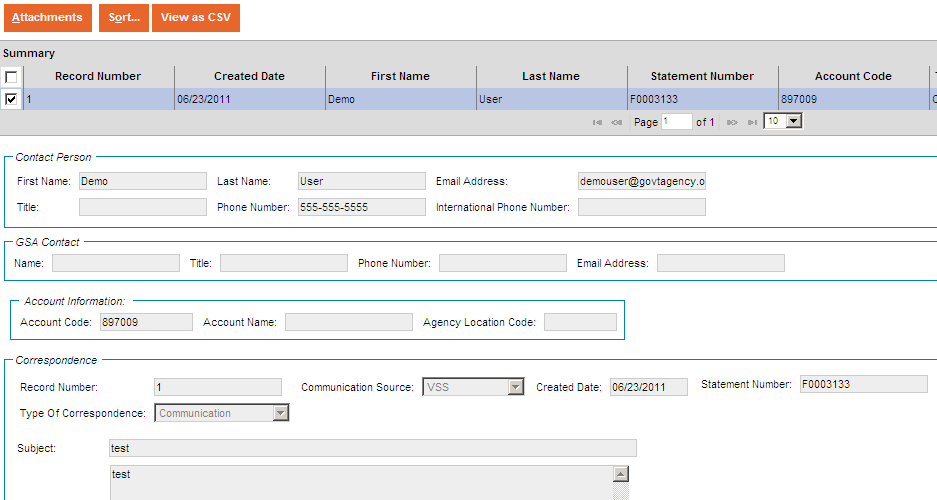 Attachments Sort... View as CSV
Summary
Record Number Created Date First Name Last Name Statement Number Account Code
1 06/23/2011 Demo User F0003133 897009
Page 1 of 1 10
Contact Person
First Name: Demo Last Name: User Email Address: demouser@govtagency.o
Title: Phone Number: 555-555-5555 International Phone Number:
GSA Contact
Name: Title: Phone Number: Email Address:
Account Information:
Account Code: 897009 Account Name: Agency Location Code:
Correspondence
Record Number: 1 Communication Source: VSS Created Date: 06/23/2011 Statement Number: F0003133
Type Of Correspondence: Communication
Subject: test
test